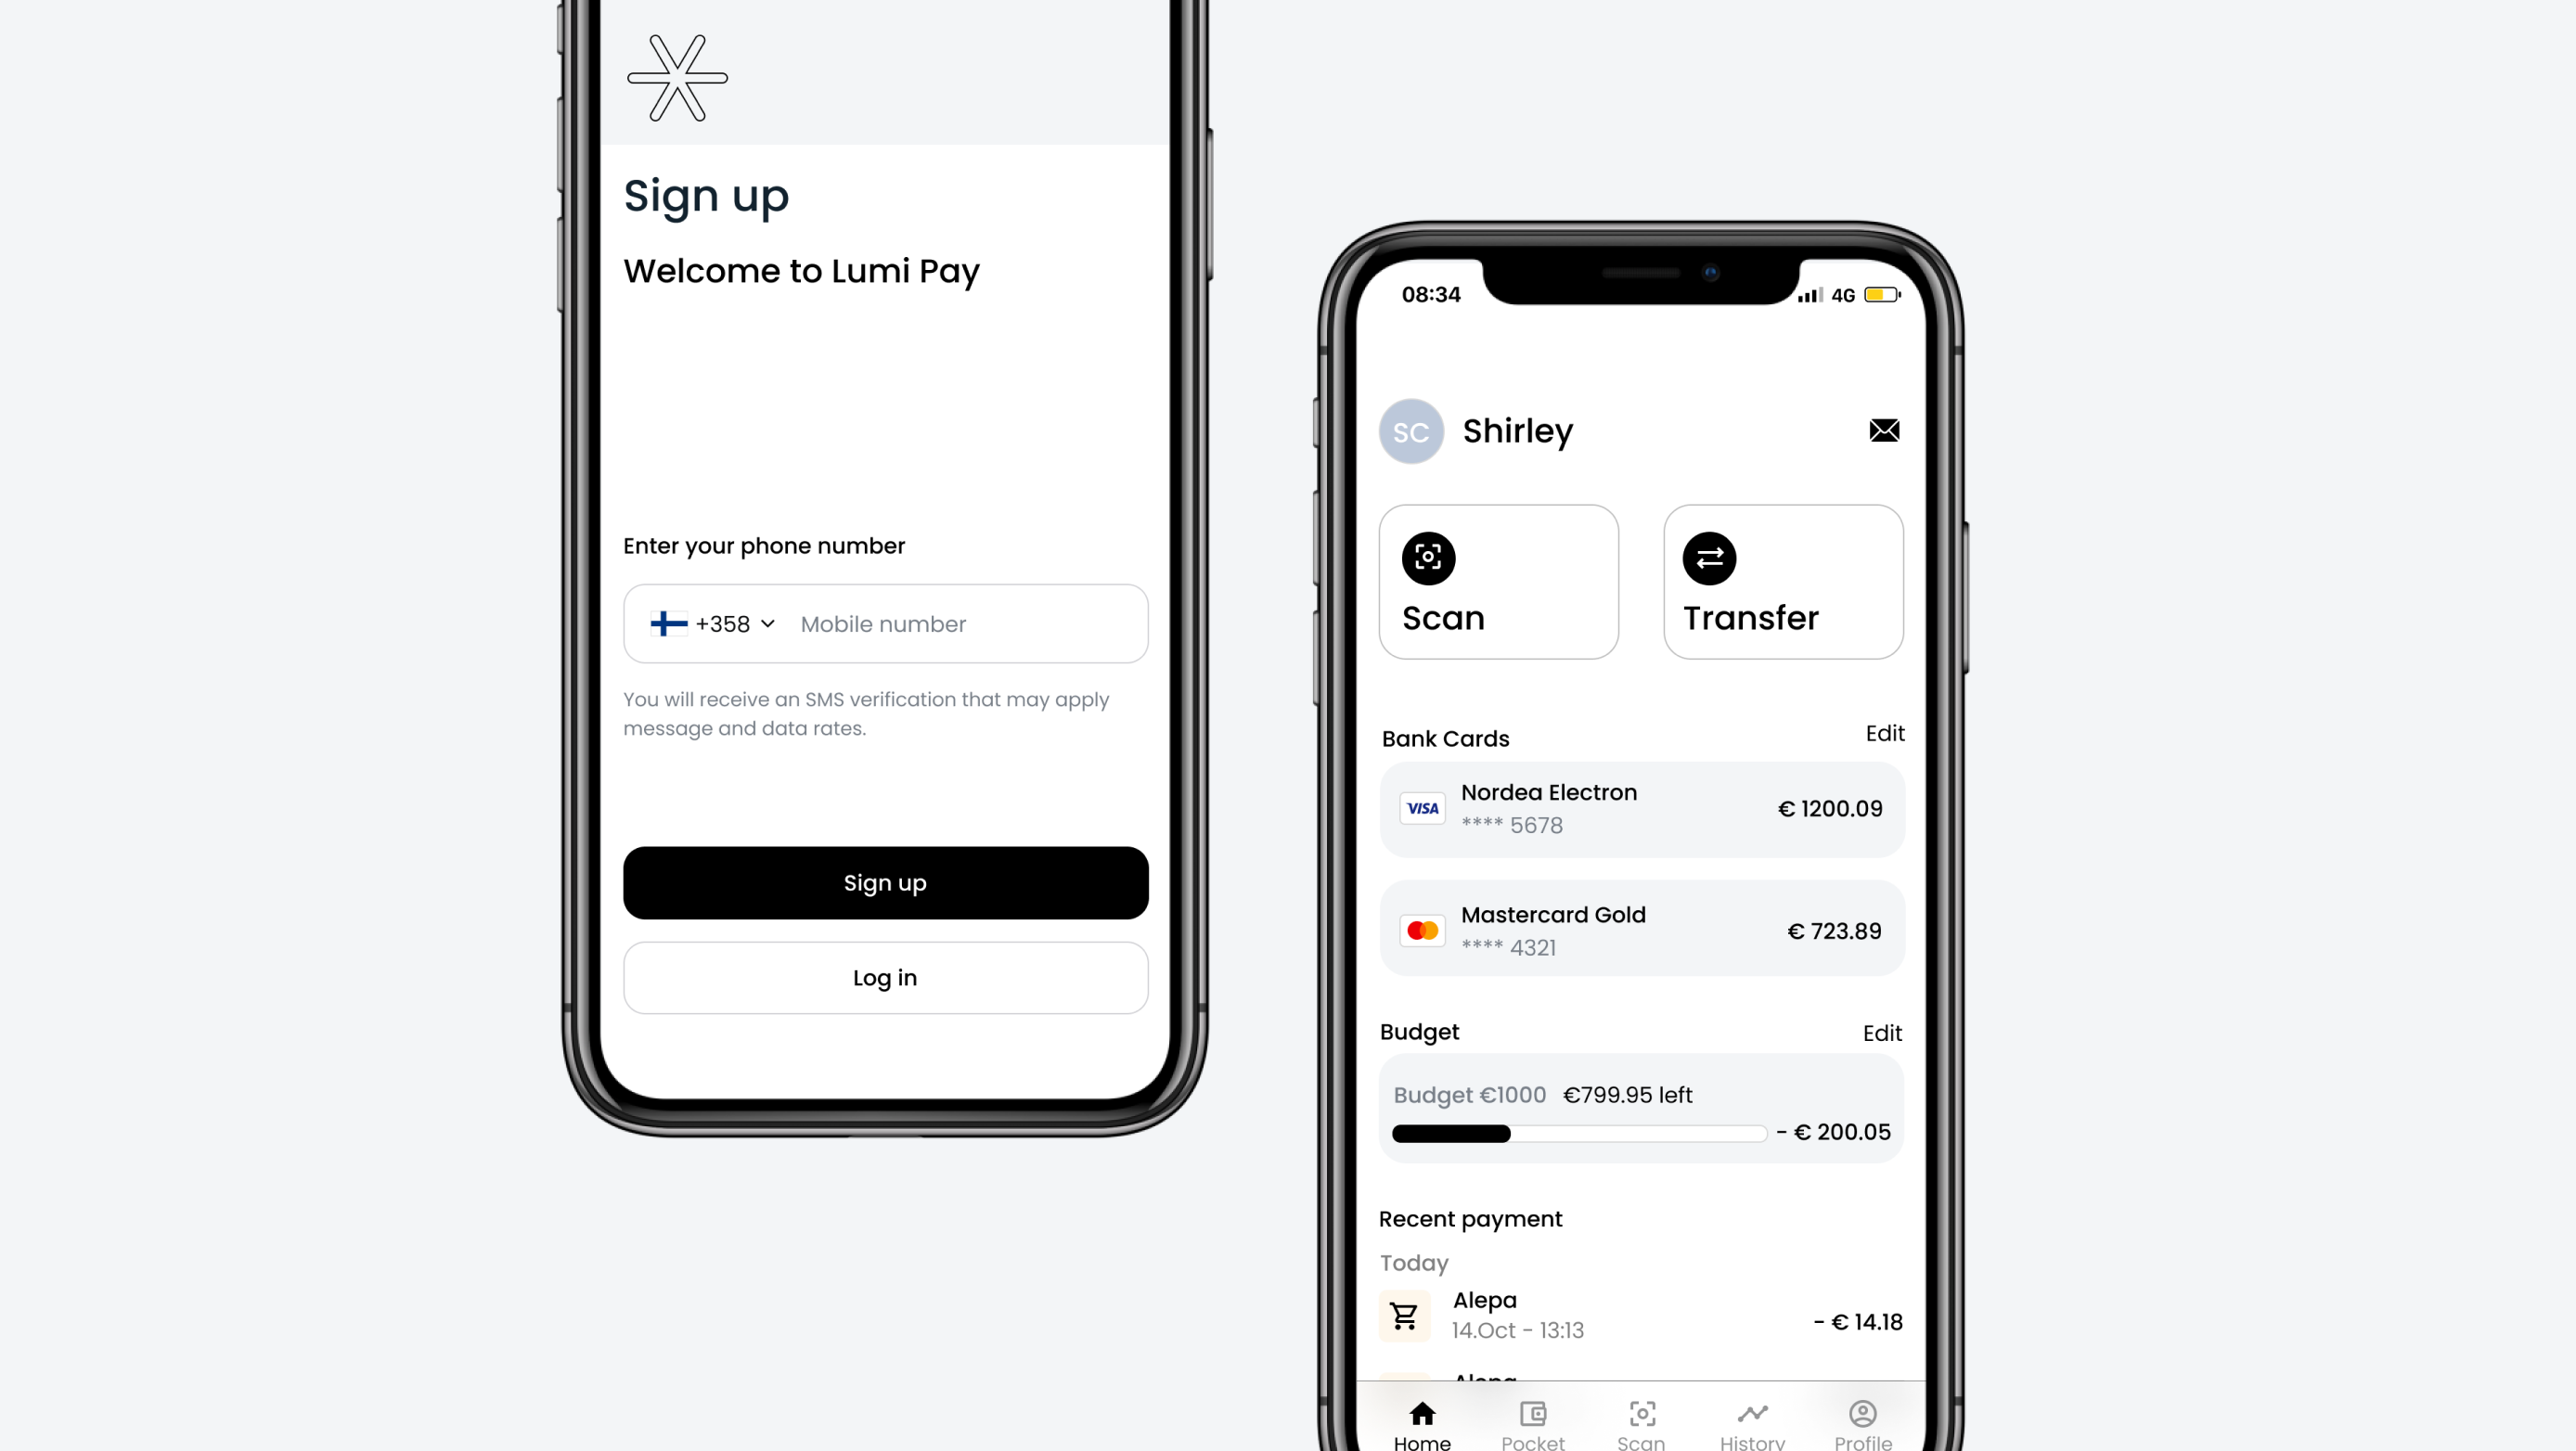 Sign up
Welcome to Lumi Pay
Enter your phone number
+358 Mobile number
You will receive an SMS verification that may apply
message and data rates.
Sign up
Log in
08:34 4G
SC Shirley
Scan Transfer
Bank Cards Edit
VISA Nordea Electron
**** 5678 € 1200.09
Mastercard Gold
**** 4321 € 723.89
Budget Edit
Budget €1000 €799.95 left
- € 200.05
Recent payment
Today
Alepa
14.Oct - 13:13 - € 14.18
Alepa
Home Pocket Scan History Profile